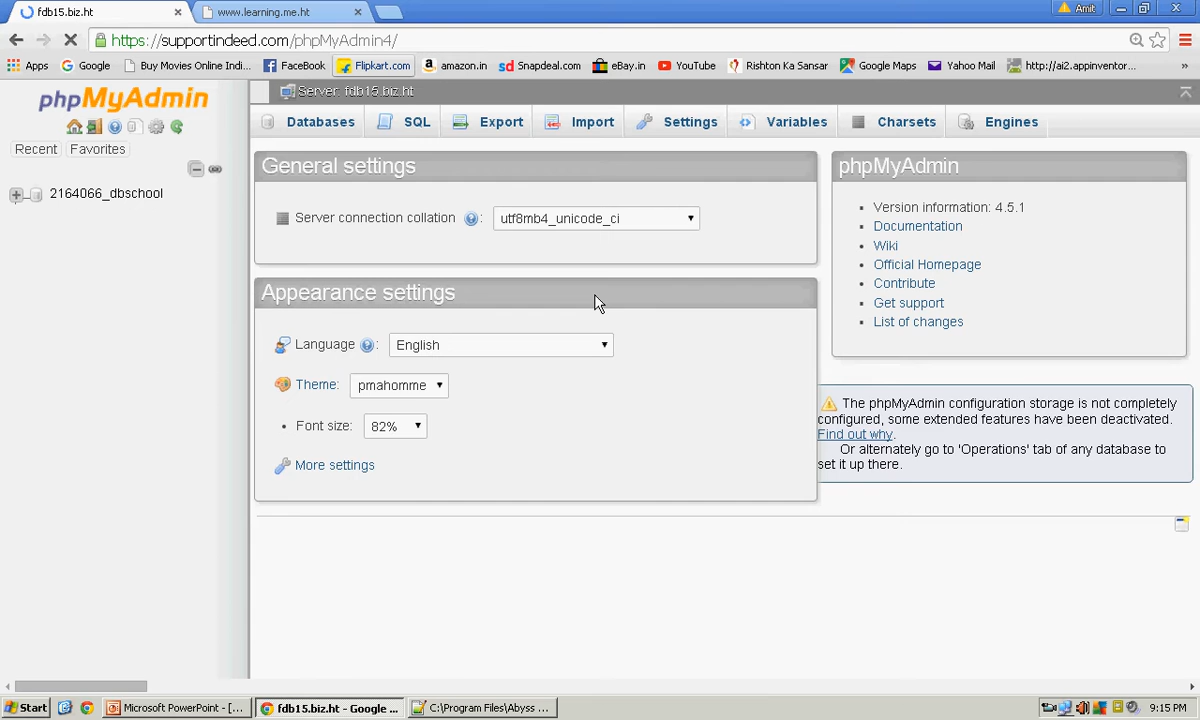 fdb15.biz.ht
www.learning.me.ht
Amit
https://supportindeed.com/phpMyAdmin4/
Apps
Google
Buy Movies Online Indi...
FaceBook
Flipkart.com
amazon.in
Snapdeal.com
eBay.in
YouTube
Rishton Ka Sansar
Google Maps
Yahoo Mail
http://ai2.appinventor...
»
phpMyAdmin
Server: fdb15.biz.ht
Databases
SQL
Export
Import
Settings
Variables
Charsets
Engines
Recent
Favorites
2164066_dbschool
General settings
Server connection collation :
utf8mb4_unicode_ci
Appearance settings
Language :
English
Theme:
pmahomme
Font size:
82%
More settings
phpMyAdmin
Version information: 4.5.1
Documentation
Wiki
Official Homepage
Contribute
Get support
List of changes
The phpMyAdmin configuration storage is not completely
configured, some extended features have been deactivated.
Find out why.
Or alternately go to 'Operations' tab of any database to
set it up there.
Start
Microsoft PowerPoint - [...
fdb15.biz.ht - Google ...
C:\Program Files\Abyss ...
9:15 PM